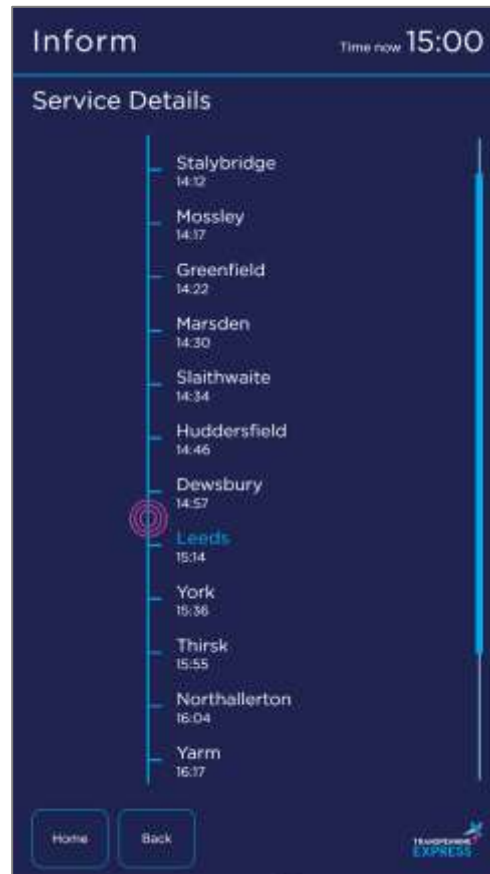 Inform
Time now 15:00
Service Details
Stalybridge
14:12
Mossley
14:17
Greenfield
14:22
Marsden
14:30
Slaithwaite
14:34
Huddersfield
14:46
Dewsbury
14:57
Leeds
15:14
York
15:36
Thirsk
15:55
Northallerton
16:04
Yarm
16:17
Home
Back
TRANSPENNINE
EXPRESS